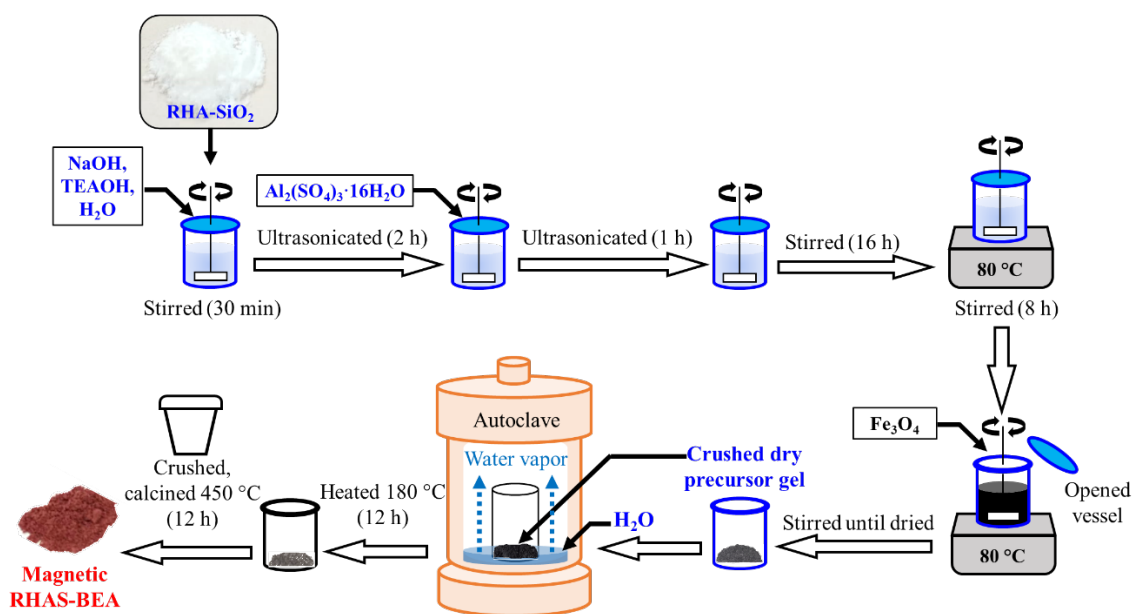 RHA-SiO₂
NaOH,
TEAOH,
H₂O
Al₂(SO₄)₃·16H₂O
Ultrasonicated (2 h)
Ultrasonicated (1 h)
Stirred (16 h)
80 °C
Stirred (30 min)
Stirred (8 h)
Fe₃O₄
Opened
vessel
80 °C
Stirred until dried
Crushed dry
precursor gel
H₂O
Autoclave
Water vapor
Heated 180 °C
(12 h)
Crushed,
calcined 450 °C
(12 h)
Magnetic
RHAS-BEA